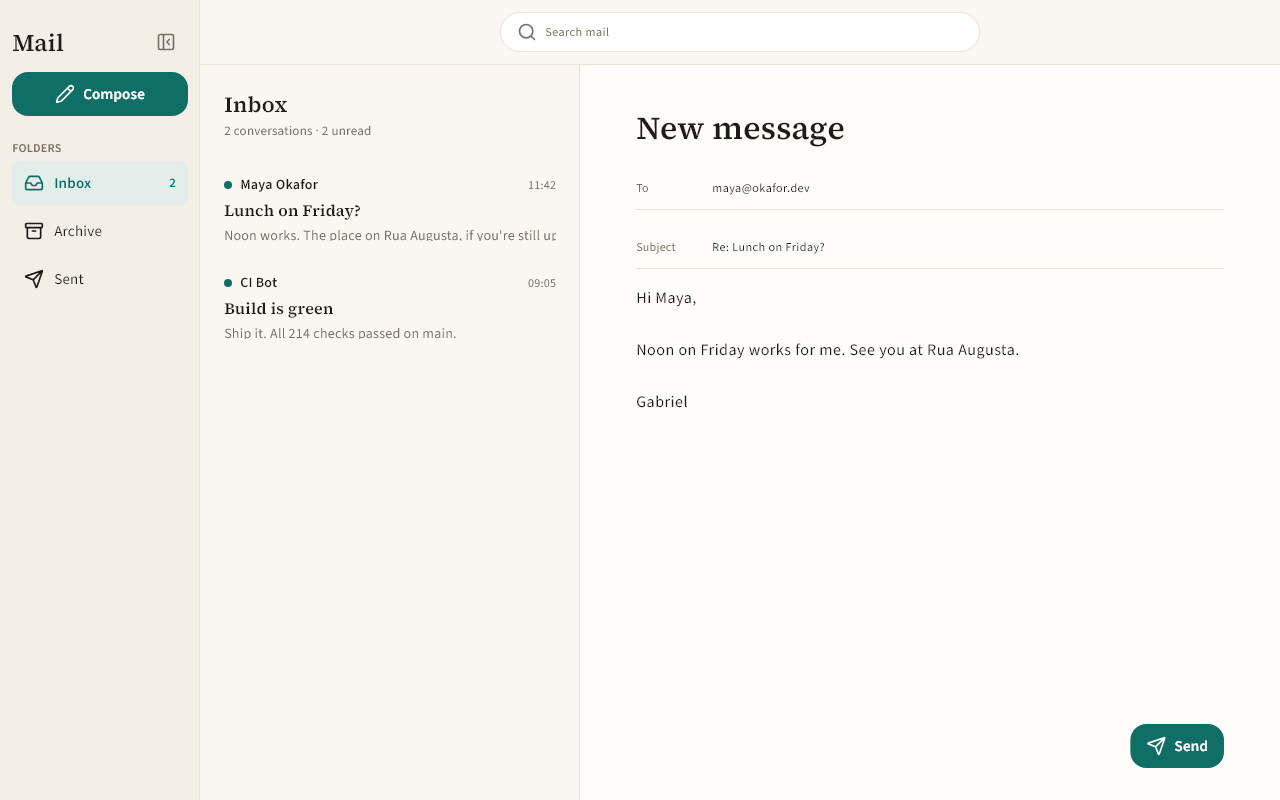 Mail
Compose
FOLDERS
Inbox 2
Archive
Sent
Search mail
Inbox
2 conversations · 2 unread
Maya Okafor 11:42
Lunch on Friday?
Noon works. The place on Rua Augusta, if you're still up
CI Bot 09:05
Build is green
Ship it. All 214 checks passed on main.
New message
To maya@okafor.dev
Subject Re: Lunch on Friday?
Hi Maya,
Noon on Friday works for me. See you at Rua Augusta.
Gabriel
Send